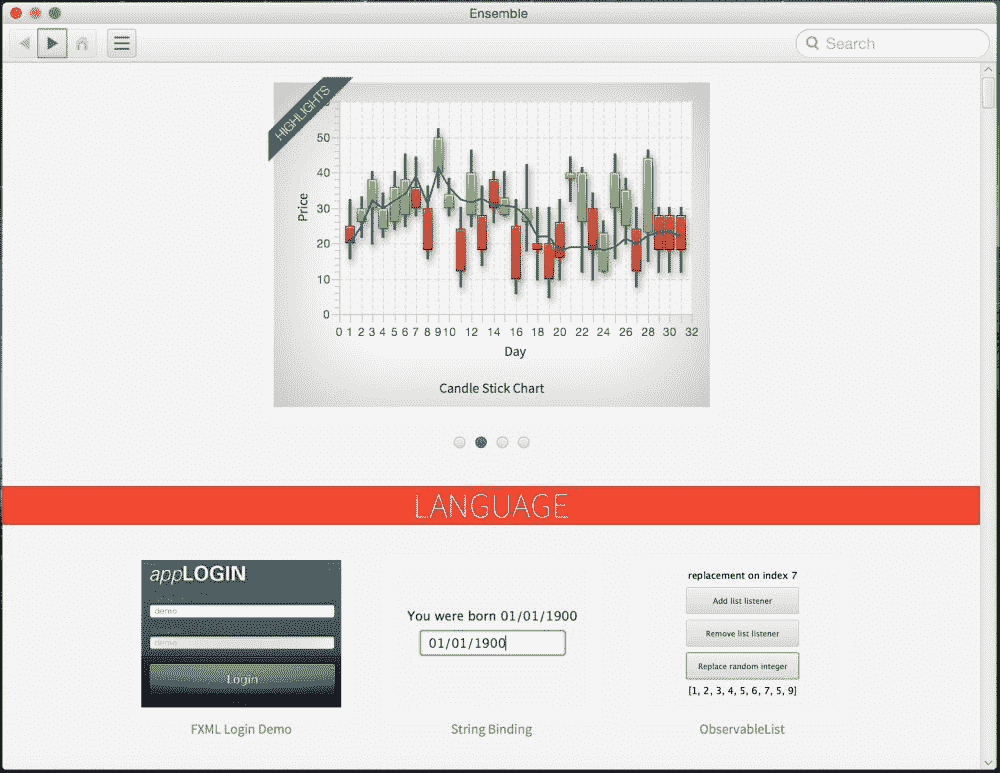 Ensemble
Search
HIGHLIGHTS
50
40
30
20
10
0
Price
0 1 2 3 4 5 6 7 8 9 10 12 14 16 18 20 22 24 26 28 30 32
Day
Candle Stick Chart
LANGUAGE
appLOGIN
demo
demo
Login
FXML Login Demo
You were born 01/01/1900
01/01/1900
String Binding
replacement on index 7
Add list listener
Remove list listener
Replace random integer
[1, 2, 3, 4, 5, 6, 7, 5, 9]
ObservableList